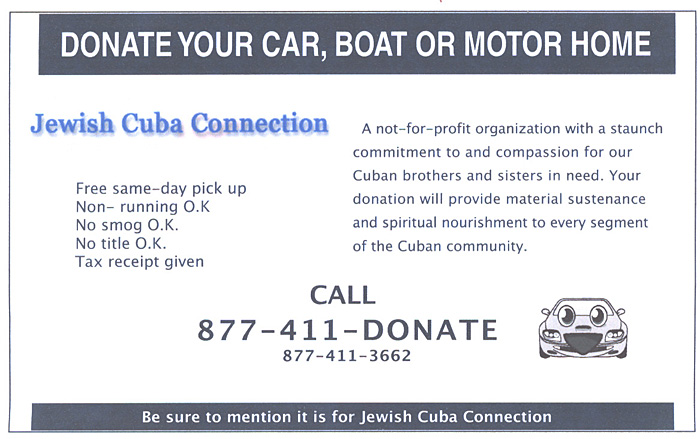 DONATE YOUR CAR, BOAT OR MOTOR HOME
Jewish Cuba Connection
Free same-day pick up
Non- running O.K
No smog O.K.
No title O.K.
Tax receipt given
A not-for-profit organization with a staunch
commitment to and compassion for our
Cuban brothers and sisters in need. Your
donation will provide material sustenance
and spiritual nourishment to every segment
of the Cuban community.
CALL
877-411-DONATE
877-411-3662
Be sure to mention it is for Jewish Cuba Connection